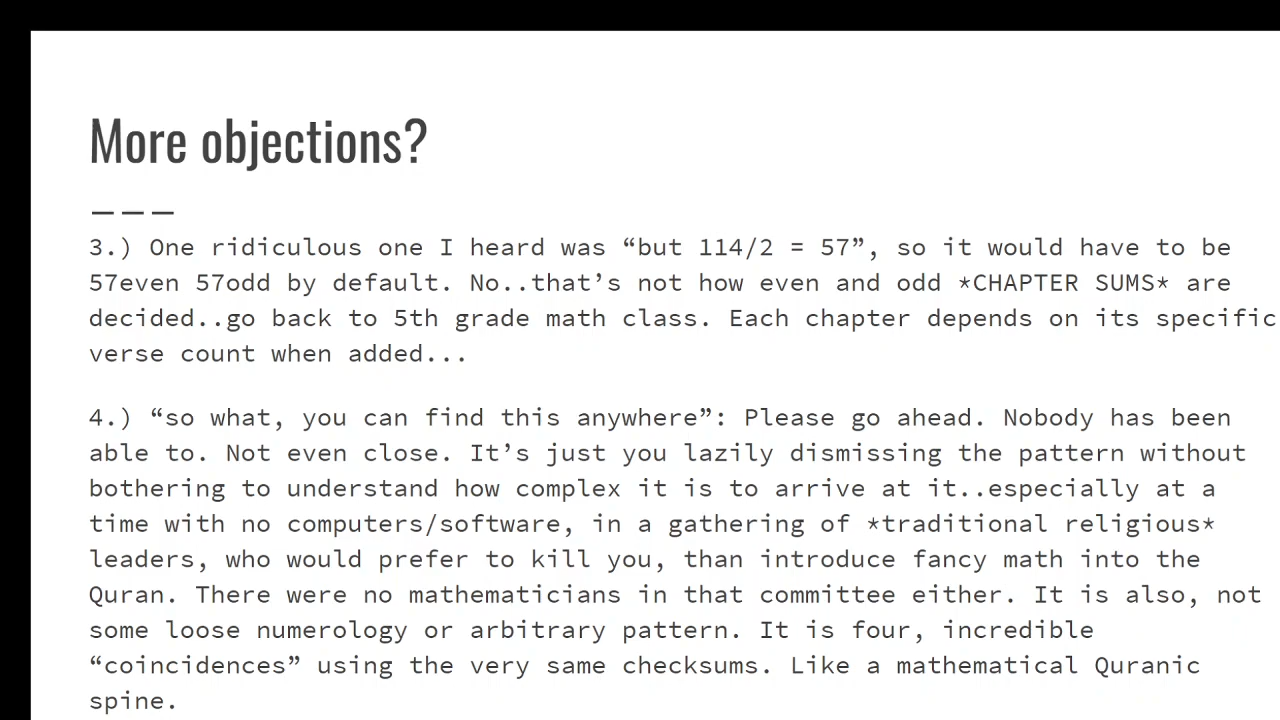 More objections?
———
3.) One ridiculous one I heard was “but 114/2 = 57”, so it would have to be
57even 57odd by default. No..that’s not how even and odd *CHAPTER SUMS* are
decided..go back to 5th grade math class. Each chapter depends on its specific
verse count when added...
4.) “so what, you can find this anywhere”: Please go ahead. Nobody has been
able to. Not even close. It’s just you lazily dismissing the pattern without
bothering to understand how complex it is to arrive at it..especially at a
time with no computers/software, in a gathering of *traditional religious*
leaders, who would prefer to kill you, than introduce fancy math into the
Quran. There were no mathematicians in that committee either. It is also, not
some loose numerology or arbitrary pattern. It is four, incredible
“coincidences” using the very same checksums. Like a mathematical Quranic
spine.